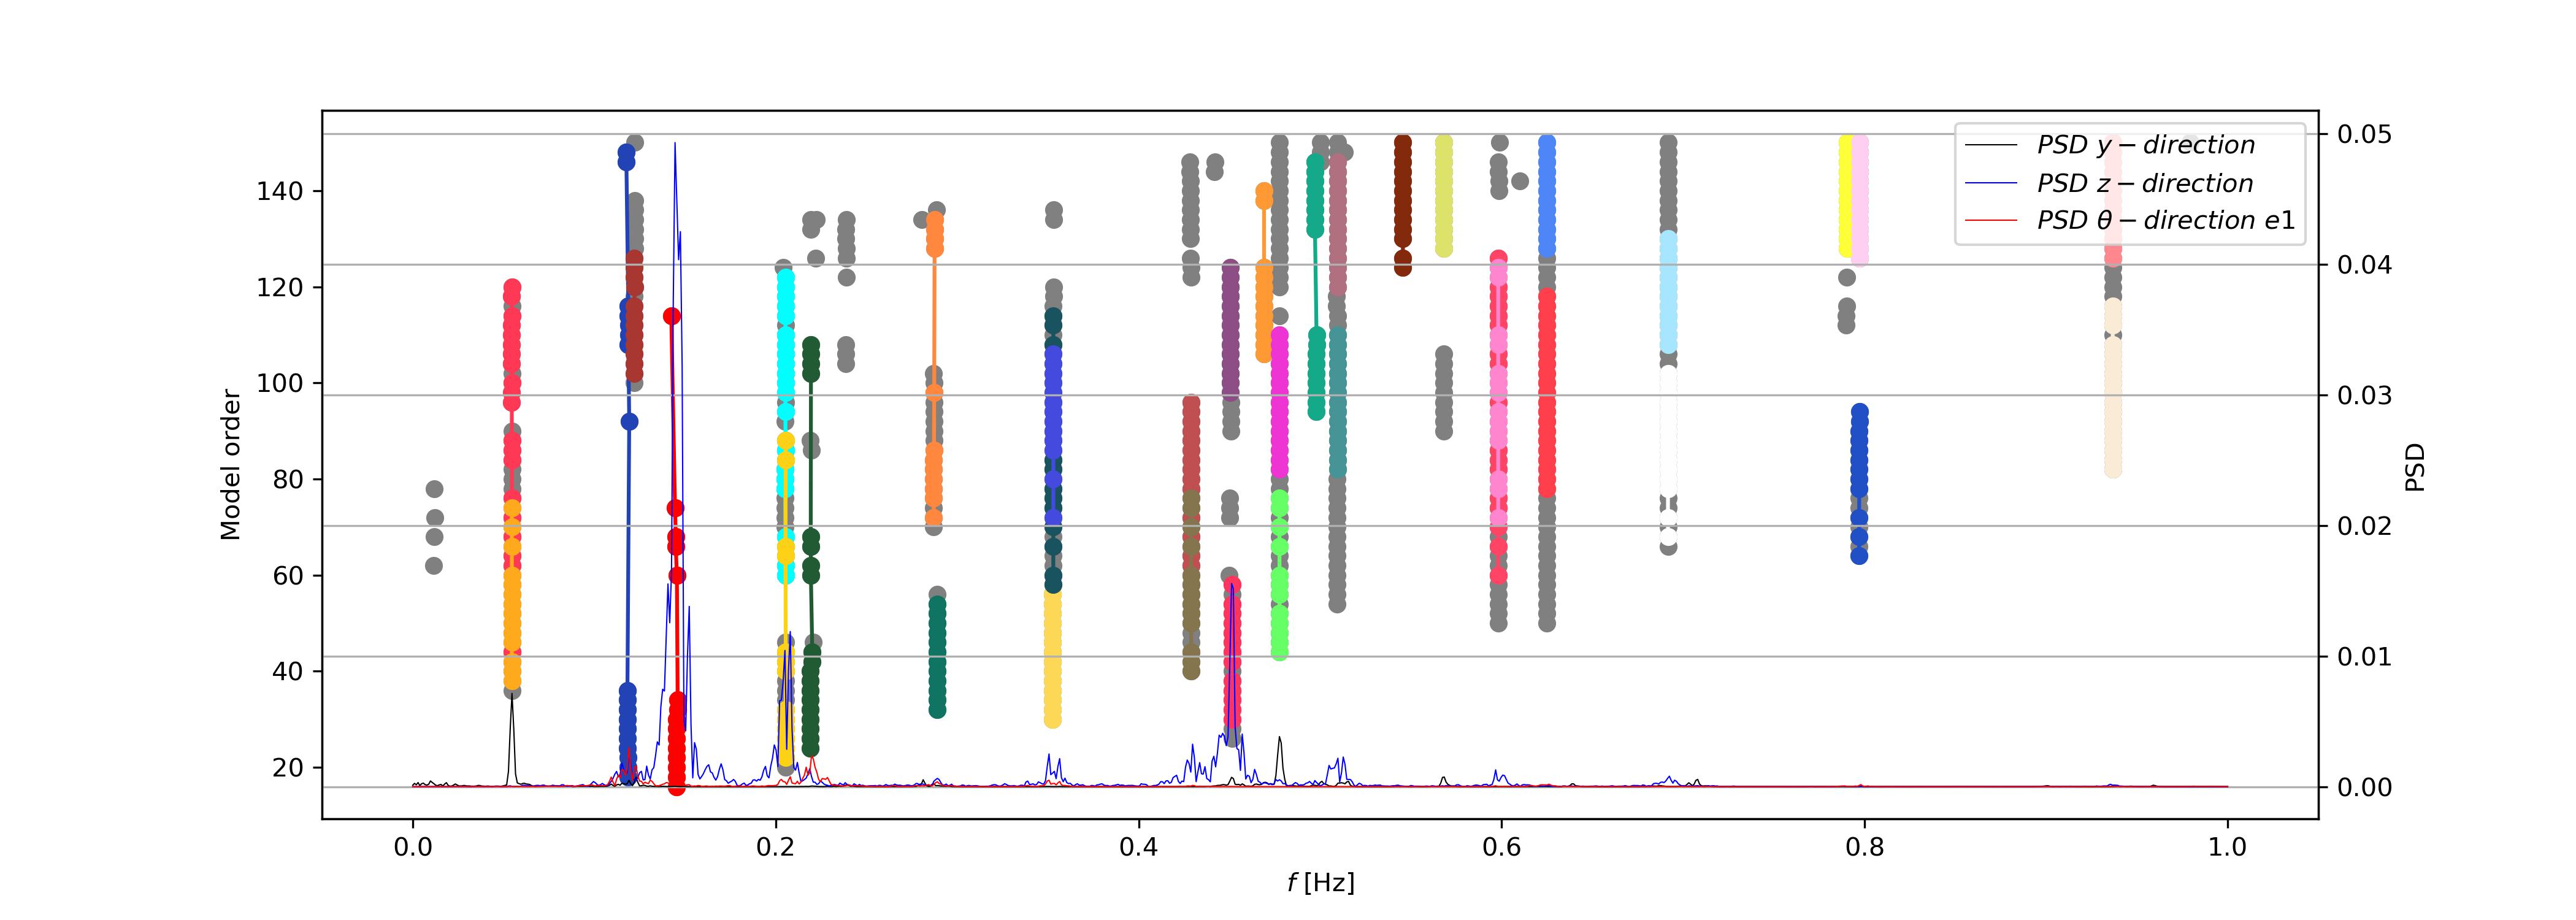 PSD y − direction
PSD z − direction
PSD θ − direction e1
140
120
100
80
60
40
20
Model order
0.05
0.04
0.03
0.02
0.01
0.00
PSD
0.0 0.2 0.4 0.6 0.8 1.0
f [Hz]